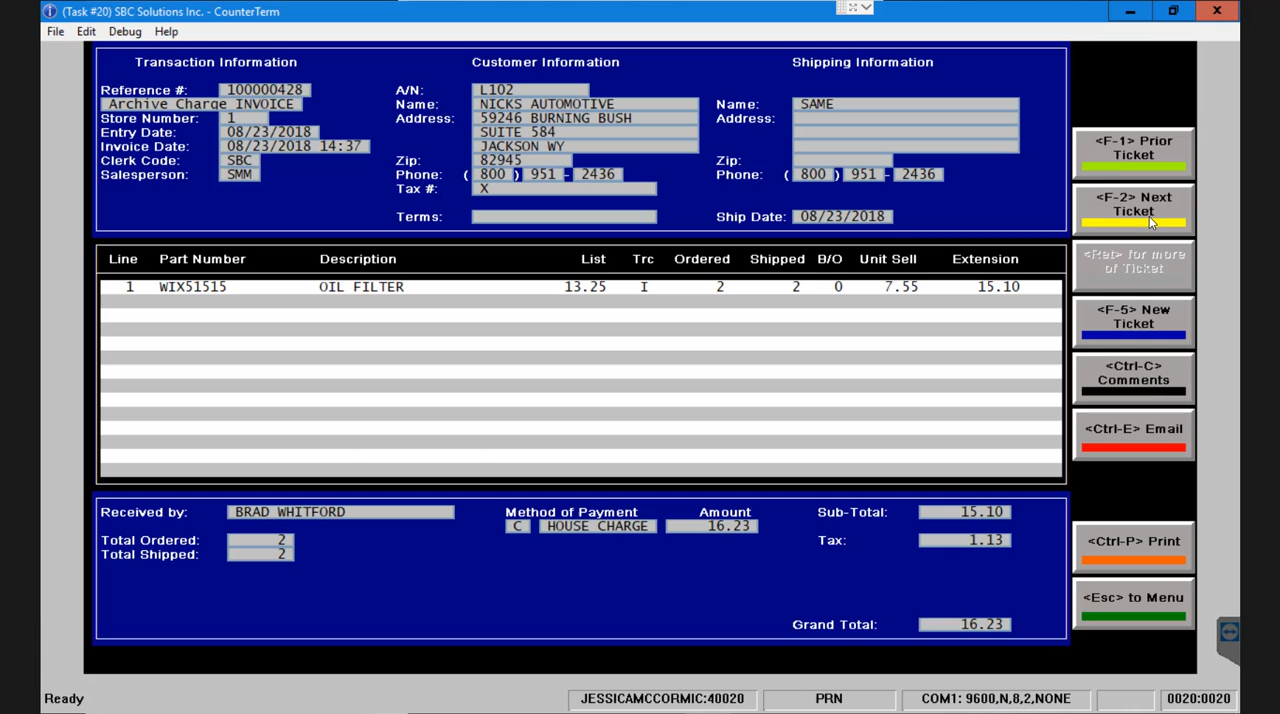 (Task #20) SBC Solutions Inc. - CounterTerm
File Edit Debug Help
Transaction Information
Reference #: 100000428
Archive Charge INVOICE
Store Number: 1
Entry Date: 08/23/2018
Invoice Date: 08/23/2018 14:37
Clerk Code: SBC
Salesperson: SMM
Customer Information
A/N: L102
Name: NICKS AUTOMOTIVE
Address: 59246 BURNING BUSH
SUITE 584
JACKSON WY
Zip: 82945
Phone: ( 800 ) 951 - 2436
Tax #: X
Terms:
Shipping Information
Name: SAME
Address:
Zip:
Phone: ( 800 ) 951 - 2436
Ship Date: 08/23/2018
Line Part Number Description List Trc Ordered Shipped B/O Unit Sell Extension
1 WIX51515 OIL FILTER 13.25 I 2 2 0 7.55 15.10
Received by: BRAD WHITFORD
Total Ordered: 2
Total Shipped: 2
Method of Payment Amount
C HOUSE CHARGE 16.23
Sub-Total: 15.10
Tax: 1.13
Grand Total: 16.23
<F-1> Prior
Ticket
<F-2> Next
Ticket
<Ret> for more
of Ticket
<F-5> New
Ticket
<Ctrl-C>
Comments
<Ctrl-E> Email
<Ctrl-P> Print
<Esc> to Menu
Ready JESSICAMCCORMIC:40020 PRN COM1: 9600,N,8,2,NONE 0020:0020